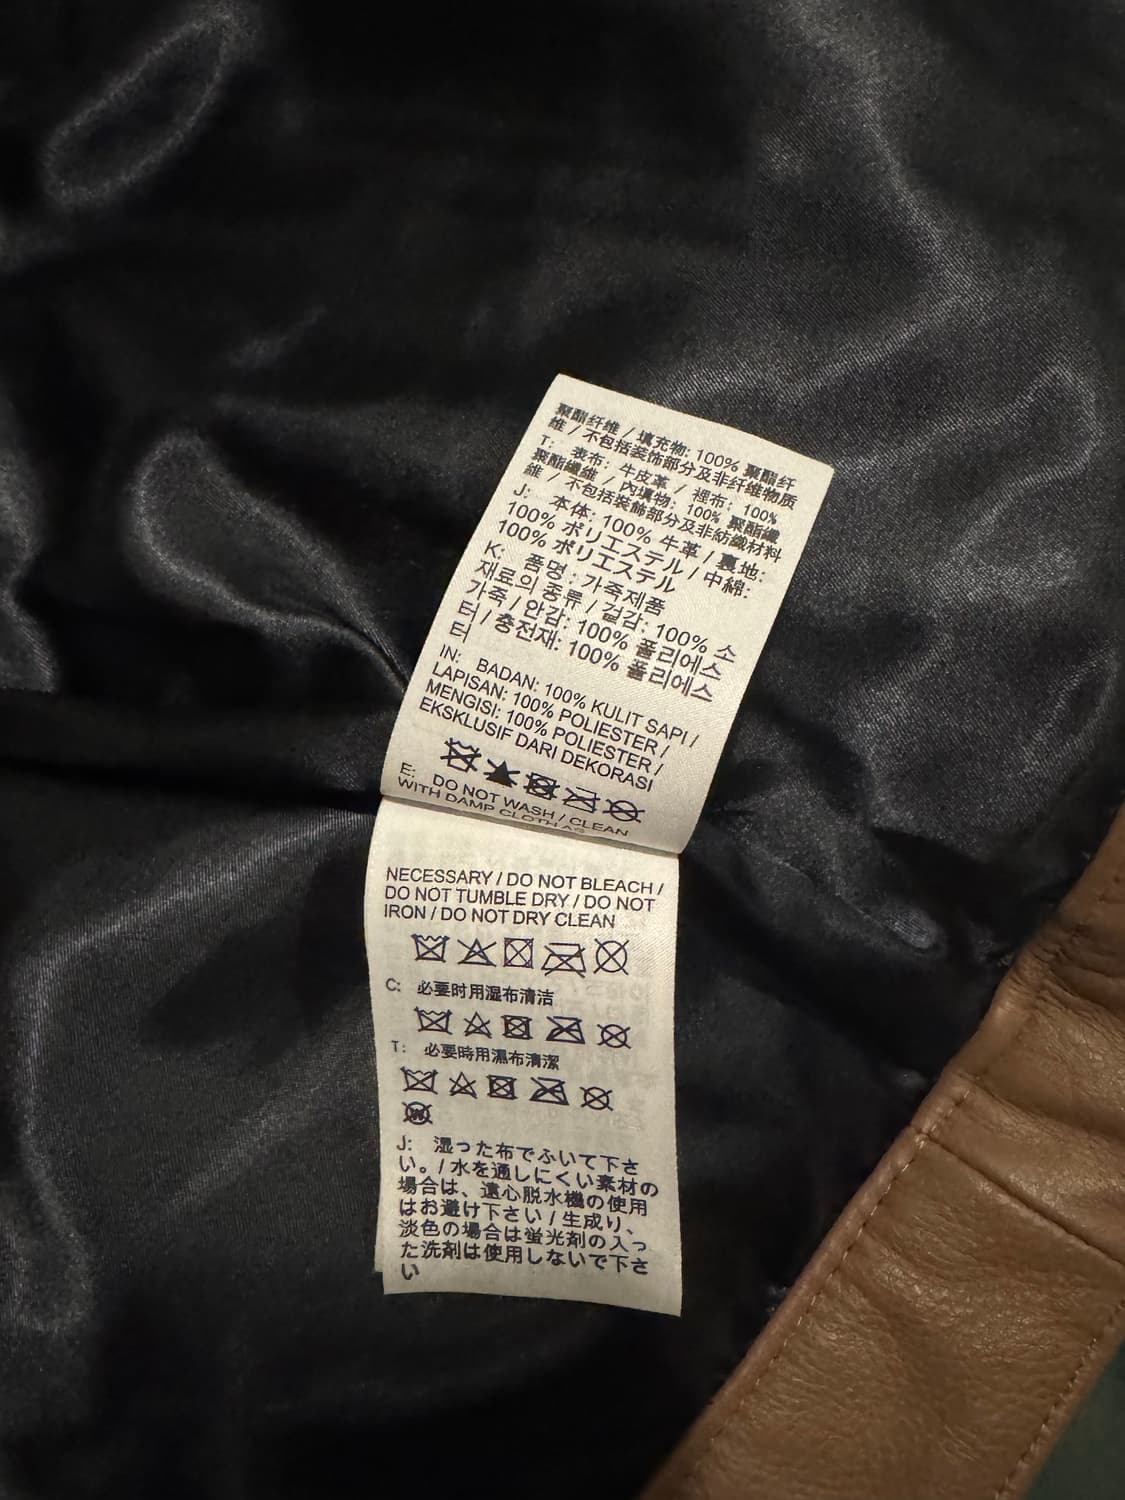 聚酯纤维 / 填充物: 100% 聚酯纤
维 / 不包括装饰部分及非纤维物质
T: 表布: 牛皮革 / 裡布: 100%
聚酯纖維 / 內填物: 100% 聚酯纖
維 / 不包括裝飾部分及非紡織材料
J: 本体: 100% 牛革 / 裏地:
100% ポリエステル / 中綿:
100% ポリエステル
K: 품명 : 가죽제품
재료의 종류 / 겉감: 100% 소
가죽 / 안감: 100% 폴리에스
터 / 충전재: 100% 폴리에스
터
IN: BADAN: 100% KULIT SAPI /
LAPISAN: 100% POLIESTER /
MENGISI: 100% POLIESTER /
EKSKLUSIF DARI DEKORASI
E: DO NOT WASH / CLEAN
WITH DAMP CLOTH AS
NECESSARY / DO NOT BLEACH /
DO NOT TUMBLE DRY / DO NOT
IRON / DO NOT DRY CLEAN
C: 必要时用湿布清洁
T: 必要時用濕布清潔
W
J: 湿った布でふいて下さ
い。/ 水を通しにくい素材の
場合は、遠心脱水機の使用
はお避け下さい / 生成り、
淡色の場合は蛍光剤の入っ
た洗剤は使用しないで下さ
い